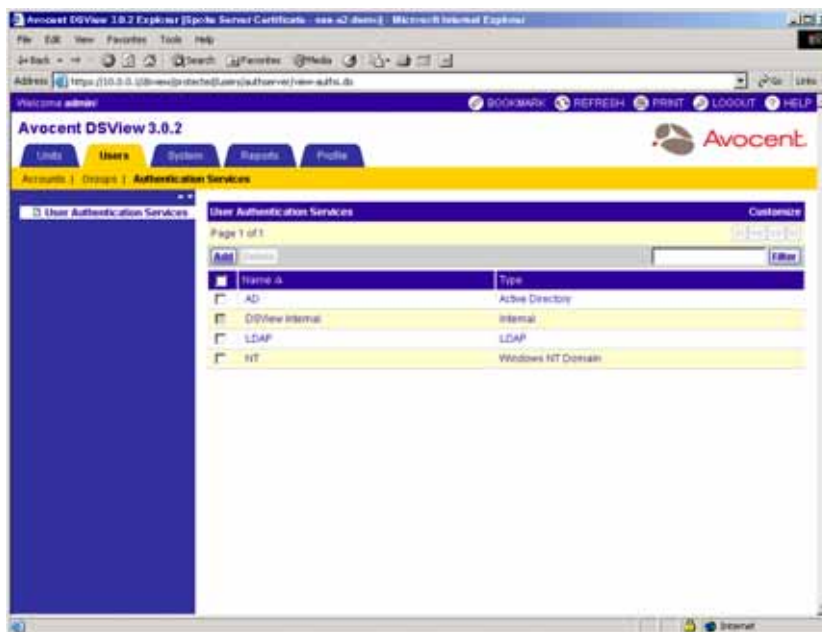 Avocent DSView 3.0.2 Explorer [Spoke Server Certificate - - Microsoft Internet Explorer
File Edit View Favorites Tools Help
Back Search Favorites Media
Address Go Links
Welcome admin!
BOOKMARK REFRESH PRINT LOGOUT HELP
Avocent DSView 3.0.2
Avocent.
Units Users System Reports Profile
Accounts | Groups | Authentication Services
User Authentication Services
User Authentication Services Customize
Page 1 of 1
Add Delete Filter
Name Type
AD Active Directory
DSView Internal Internal
LDAP LDAP
NT Windows NT Domain
Internet